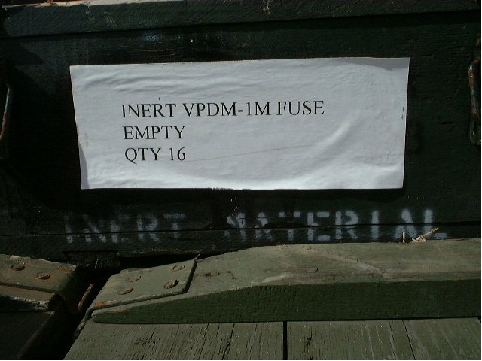 INERT VPDM-1M FUSE
EMPTY
QTY 16
INERT MATERIAL